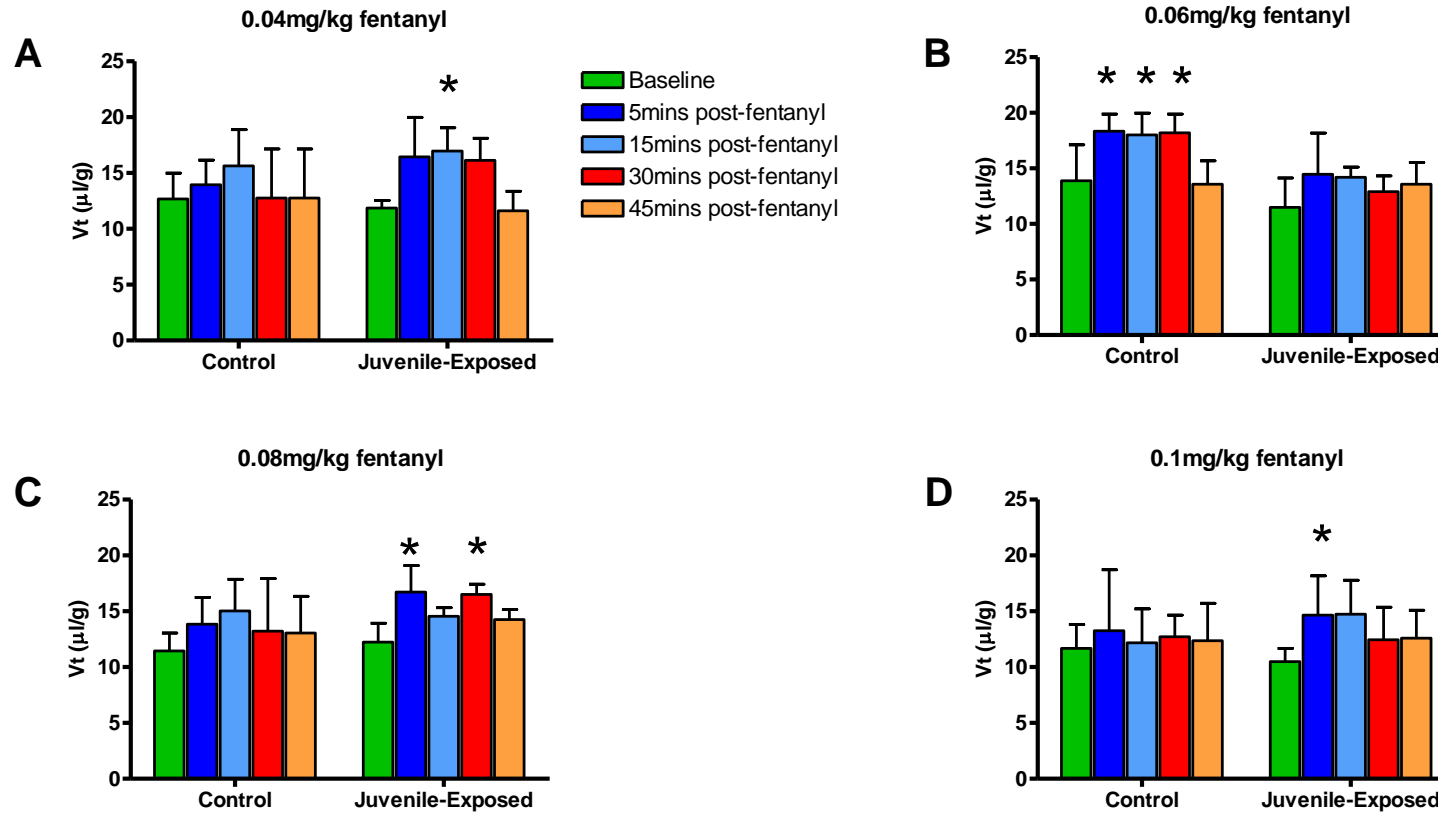 0.04mg/kg fentanyl
A
25
20
15
10
5
0
Vt (µl/g)
*
Control
Juvenile-Exposed
Baseline
5mins post-fentanyl
15mins post-fentanyl
30mins post-fentanyl
45mins post-fentanyl
0.06mg/kg fentanyl
B
25
20
15
10
5
0
Vt (µl/g)
* * *
Control
Juvenile-Exposed
0.08mg/kg fentanyl
C
25
20
15
10
5
0
Vt (µl/g)
* *
Control
Juvenile-Exposed
0.1mg/kg fentanyl
D
25
20
15
10
5
0
Vt (µl/g)
*
Control
Juvenile-Exposed